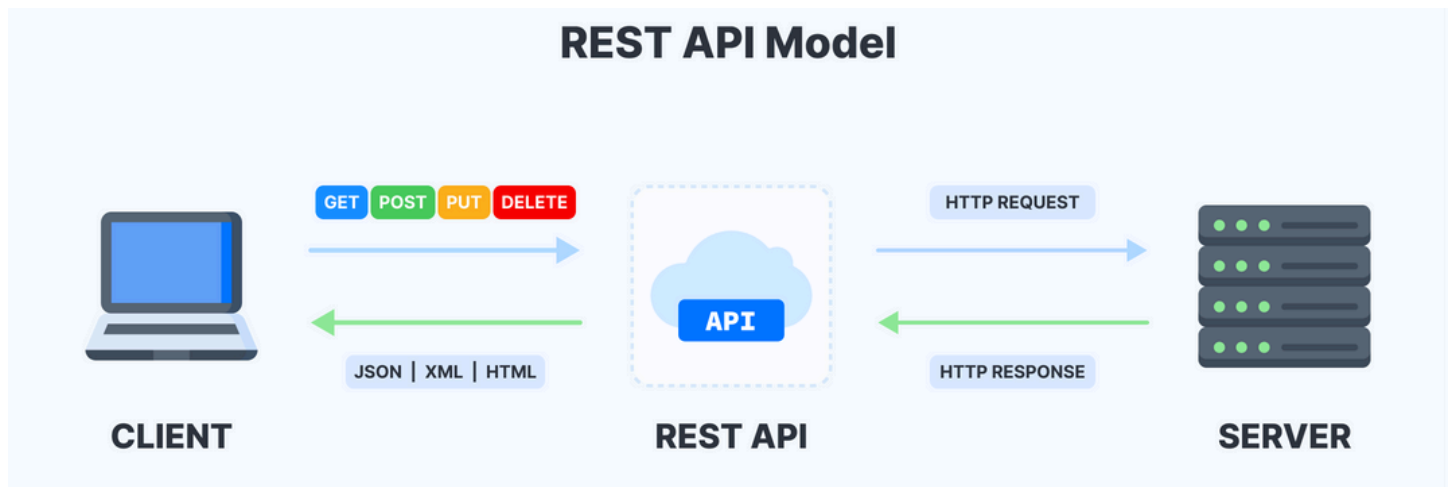 REST API Model
GET POST PUT DELETE
HTTP REQUEST
API
JSON | XML | HTML
HTTP RESPONSE
CLIENT
REST API
SERVER